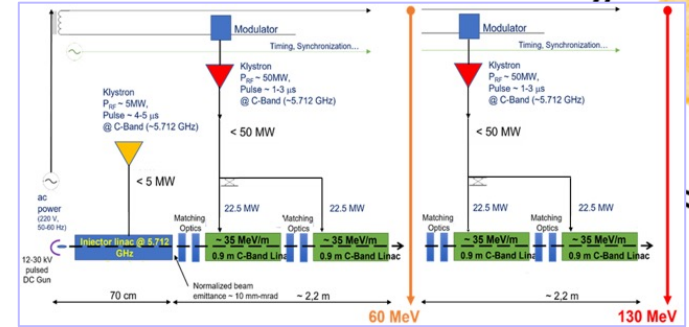 Modulator
Timing, Synchronization...
Klystron
P_RF ~ 50MW,
Pulse ~ 1-3 μs
@ C-Band (~5.712 GHz)
Klystron
P_RF ~ 5MW,
Pulse ~ 4-5 μs
@ C-Band (~5.712 GHz)
< 50 MW
< 5 MW
ac
power
(220 V,
50-60 Hz)
22.5 MW
22.5 MW
Matching
Optics
Matching
Optics
Injector linac @ 5.712
GHz
~ 35 MeV/m
0.9 m C-Band Linac
~ 35 MeV/m
0.9 m C-Band Linac
12-30 kV
pulsed
DC Gun
Normalized beam
emittance ~ 10 mm-mrad
70 cm
~ 2,2 m
60 MeV
Modulator
Timing, Synchronization...
Klystron
P_RF ~ 50MW,
Pulse ~ 1-3 μs
@ C-Band (~5.712 GHz)
< 50 MW
22.5 MW
22.5 MW
Matching
Optics
Matching
Optics
~ 35 MeV/m
0.9 m C-Band Linac
~ 35 MeV/m
0.9 m C-Band Linac
~ 2,2 m
130 MeV